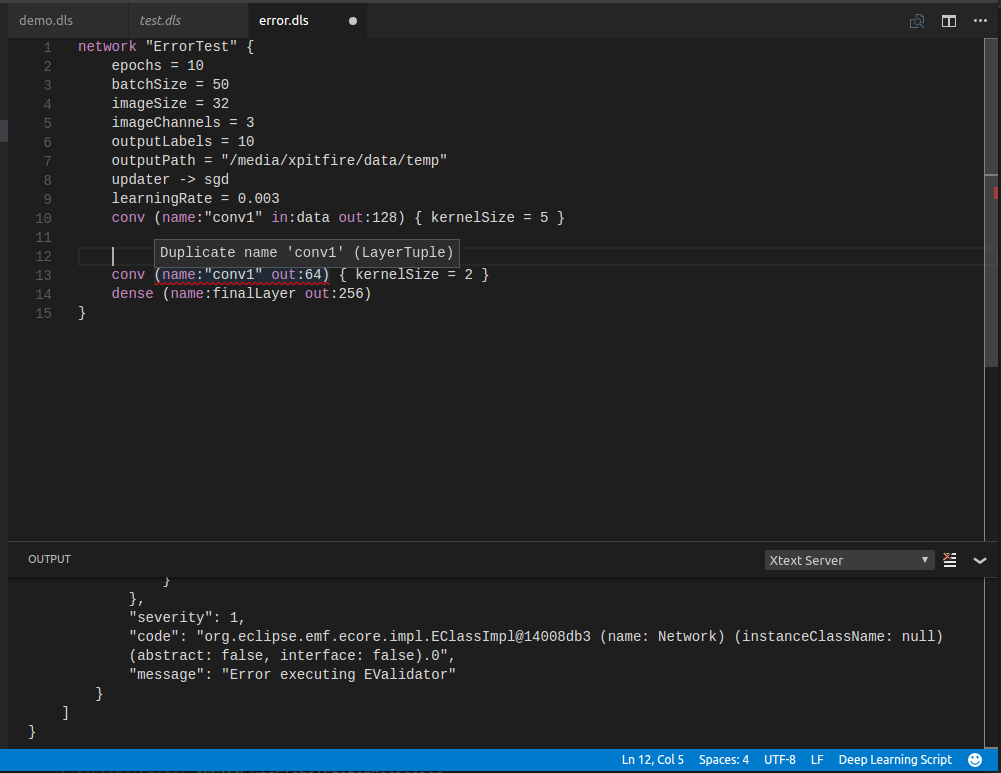 demo.dls test.dls error.dls
1 network "ErrorTest" {
2 epochs = 10
3 batchSize = 50
4 imageSize = 32
5 imageChannels = 3
6 outputLabels = 10
7 outputPath = "/media/xpitfire/data/temp"
8 updater -> sgd
9 learningRate = 0.003
10 conv (name:"conv1" in:data out:128) { kernelSize = 5 }
11
12 Duplicate name 'conv1' (LayerTuple)
13 conv (name:"conv1" out:64) { kernelSize = 2 }
14 dense (name:finalLayer out:256)
15 }
OUTPUT Xtext Server
}
},
"severity": 1,
"code": "org.eclipse.emf.ecore.impl.EClassImpl@14008db3 (name: Network) (instanceClassName: null)
(abstract: false, interface: false).0",
"message": "Error executing EValidator"
}
]
}
Ln 12, Col 5 Spaces: 4 UTF-8 LF Deep Learning Script